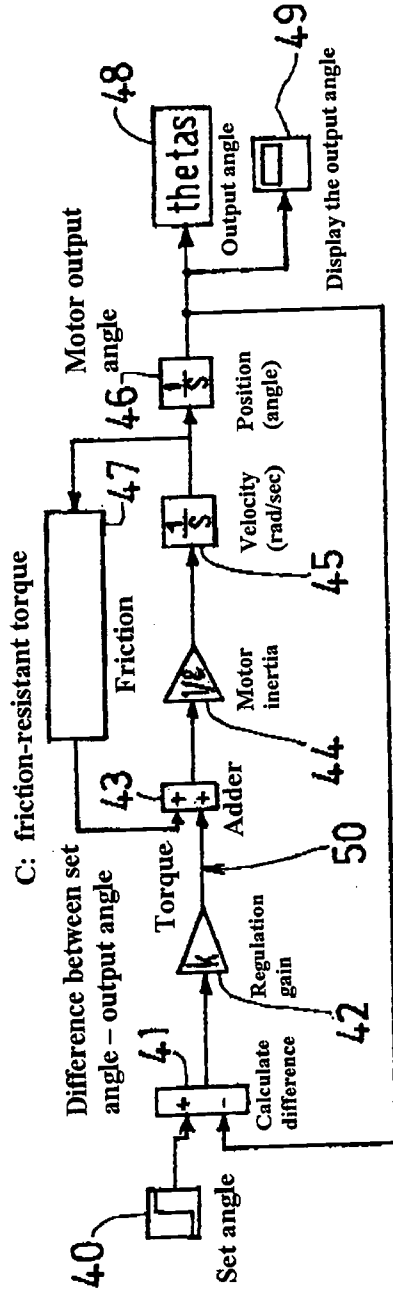 C: friction-resistant torque
Friction
47
Difference between set
angle – output angle
Torque
43
Adder
Motor output
angle
46
48
49
40
Set angle
41
+
-
Calculate
difference
k
Regulation
gain
42
50
+
+
Motor
inertia
44
1/s
Velocity
(rad/sec)
45
1/s
Position
(angle)
thetas
Output angle
Display the output angle